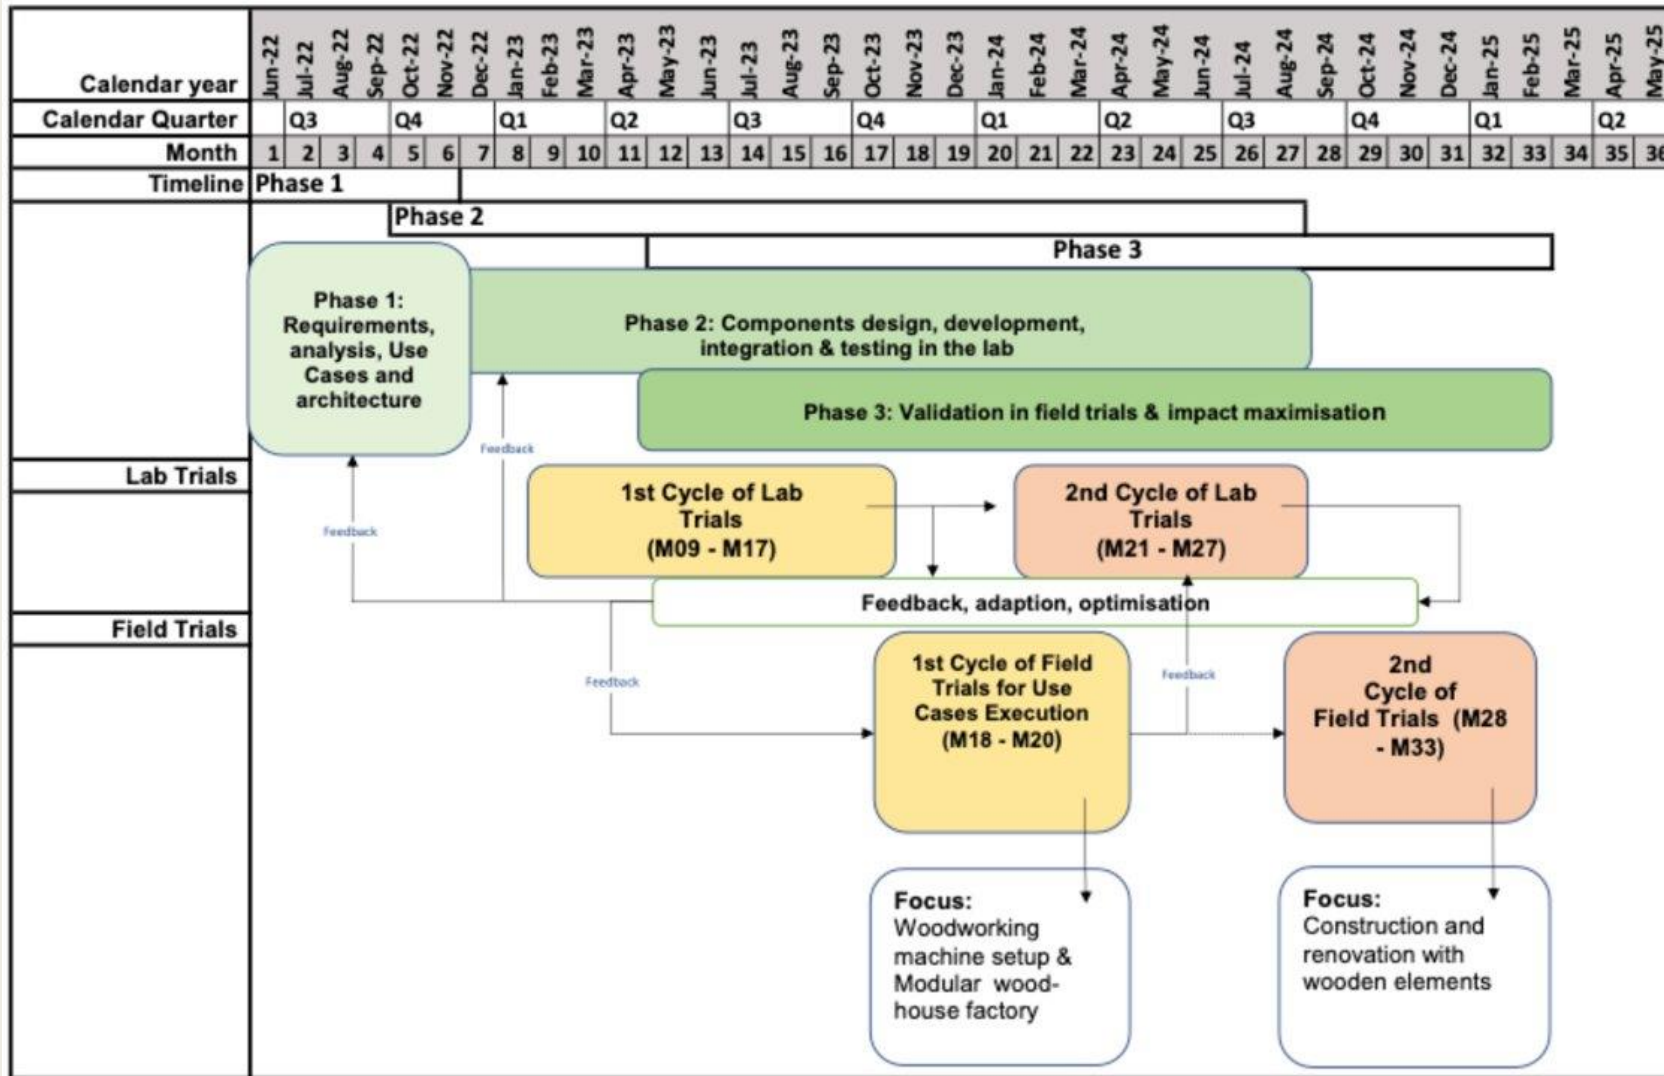 Calendar year Jun-22 Jul-22 Aug-22 Sep-22 Oct-22 Nov-22 Dec-22 Jan-23 Feb-23 Mar-23 Apr-23 May-23 Jun-23 Jul-23 Aug-23 Sep-23 Oct-23 Nov-23 Dec-23 Jan-24 Feb-24 Mar-24 Apr-24 May-24 Jun-24 Jul-24 Aug-24 Sep-24 Oct-24 Nov-24 Dec-24 Jan-25 Feb-25 Mar-25 Apr-25 May-25
Calendar Quarter Q3 Q4 Q1 Q2 Q3 Q4 Q1 Q2 Q3 Q4 Q1 Q2
Month 1 2 3 4 5 6 7 8 9 10 11 12 13 14 15 16 17 18 19 20 21 22 23 24 25 26 27 28 29 30 31 32 33 34 35 36
Timeline Phase 1
Phase 2
Phase 3
Phase 1:
Requirements,
analysis, Use
Cases and
architecture
Phase 2: Components design, development,
integration & testing in the lab
Phase 3: Validation in field trials & impact maximisation
Feedback
Lab Trials
Feedback
1st Cycle of Lab
Trials
(M09 - M17)
2nd Cycle of Lab
Trials
(M21 - M27)
Feedback, adaption, optimisation
Field Trials
Feedback
1st Cycle of Field
Trials for Use
Cases Execution
(M18 - M20)
Feedback
2nd
Cycle of
Field Trials (M28
- M33)
Focus:
Woodworking
machine setup &
Modular wood-
house factory
Focus:
Construction and
renovation with
wooden elements